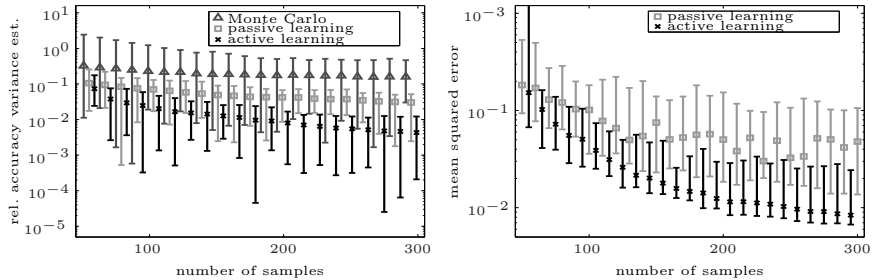 rel. accuracy variance est.
10^1
10^0
10^−1
10^−2
10^−3
10^−4
10^−5
Monte Carlo
passive learning
active learning
100
200
300
number of samples
mean squared error
10^−3
10^−1
10^−2
passive learning
active learning
100
200
300
number of samples